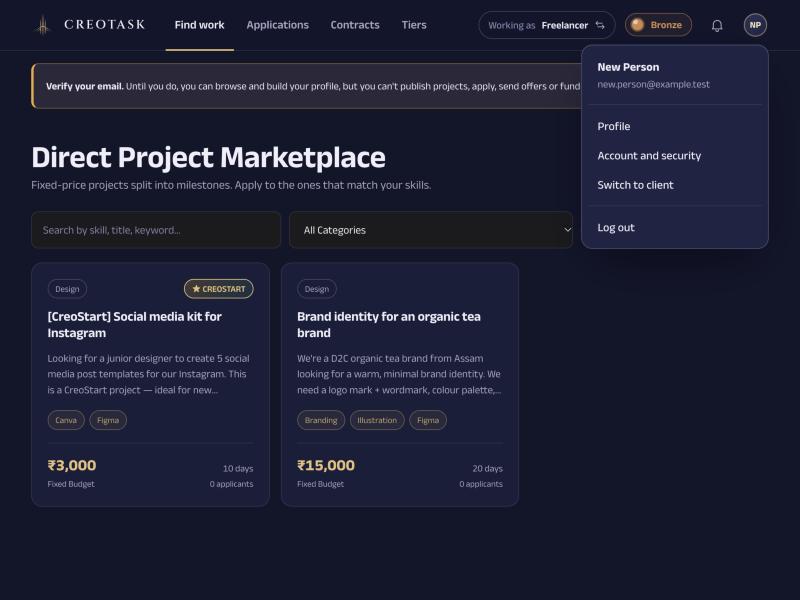 CREOTASK
Find work
Applications
Contracts
Tiers
Working as Freelancer
Bronze
NP
New Person
new.person@example.test
Profile
Account and security
Switch to client
Log out
Verify your email. Until you do, you can browse and build your profile, but you can't publish projects, apply, send offers or fund
Direct Project Marketplace
Fixed-price projects split into milestones. Apply to the ones that match your skills.
Search by skill, title, keyword...
All Categories
Design
CREOSTART
[CreoStart] Social media kit for
Instagram
Looking for a junior designer to create 5 social
media post templates for our Instagram. This
is a CreoStart project — ideal for new...
Canva
Figma
₹3,000
10 days
Fixed Budget
0 applicants
Design
Brand identity for an organic tea
brand
We're a D2C organic tea brand from Assam
looking for a warm, minimal brand identity. We
need a logo mark + wordmark, colour palette,...
Branding
Illustration
Figma
₹15,000
20 days
Fixed Budget
0 applicants